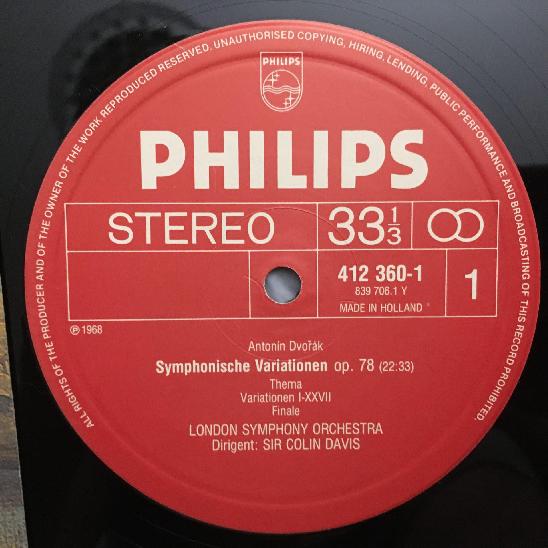 ALL RIGHTS OF THE PRODUCER AND OF THE OWNER OF THE WORK REPRODUCED RESERVED. UNAUTHORISED COPYING, HIRING, LENDING, PUBLIC PERFORMANCE AND BROADCASTING OF THIS RECORD PROHIBITED.
PHILIPS
PHILIPS
STEREO 33 1/3
412 360-1 1
839 706.1 Y
MADE IN HOLLAND
℗ 1968
Antonín Dvořák
Symphonische Variationen op. 78 (22:33)
Thema
Variationen I-XXVII
Finale
LONDON SYMPHONY ORCHESTRA
Dirigent: SIR COLIN DAVIS